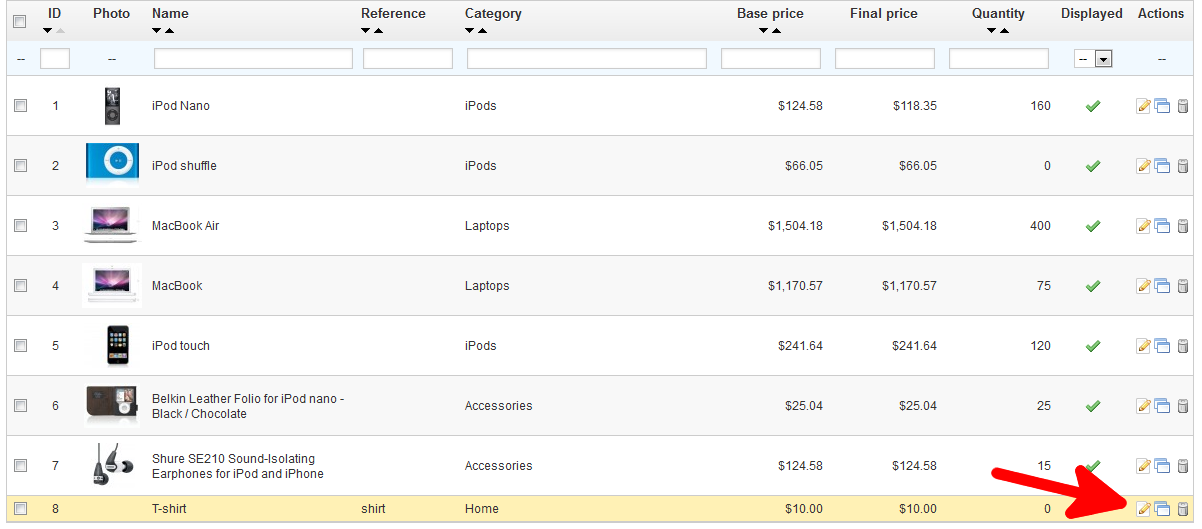 ID Photo Name Reference Category Base price Final price Quantity Displayed Actions
-- -- -- --
1 iPod Nano iPods $124.58 $118.35 160
2 iPod shuffle iPods $66.05 $66.05 0
3 MacBook Air Laptops $1,504.18 $1,504.18 400
4 MacBook Laptops $1,170.57 $1,170.57 75
5 iPod touch iPods $241.64 $241.64 120
6 Belkin Leather Folio for iPod nano -
Black / Chocolate Accessories $25.04 $25.04 25
7 Shure SE210 Sound-Isolating
Earphones for iPod and iPhone Accessories $124.58 $124.58 15
8 T-shirt shirt Home $10.00 $10.00 0